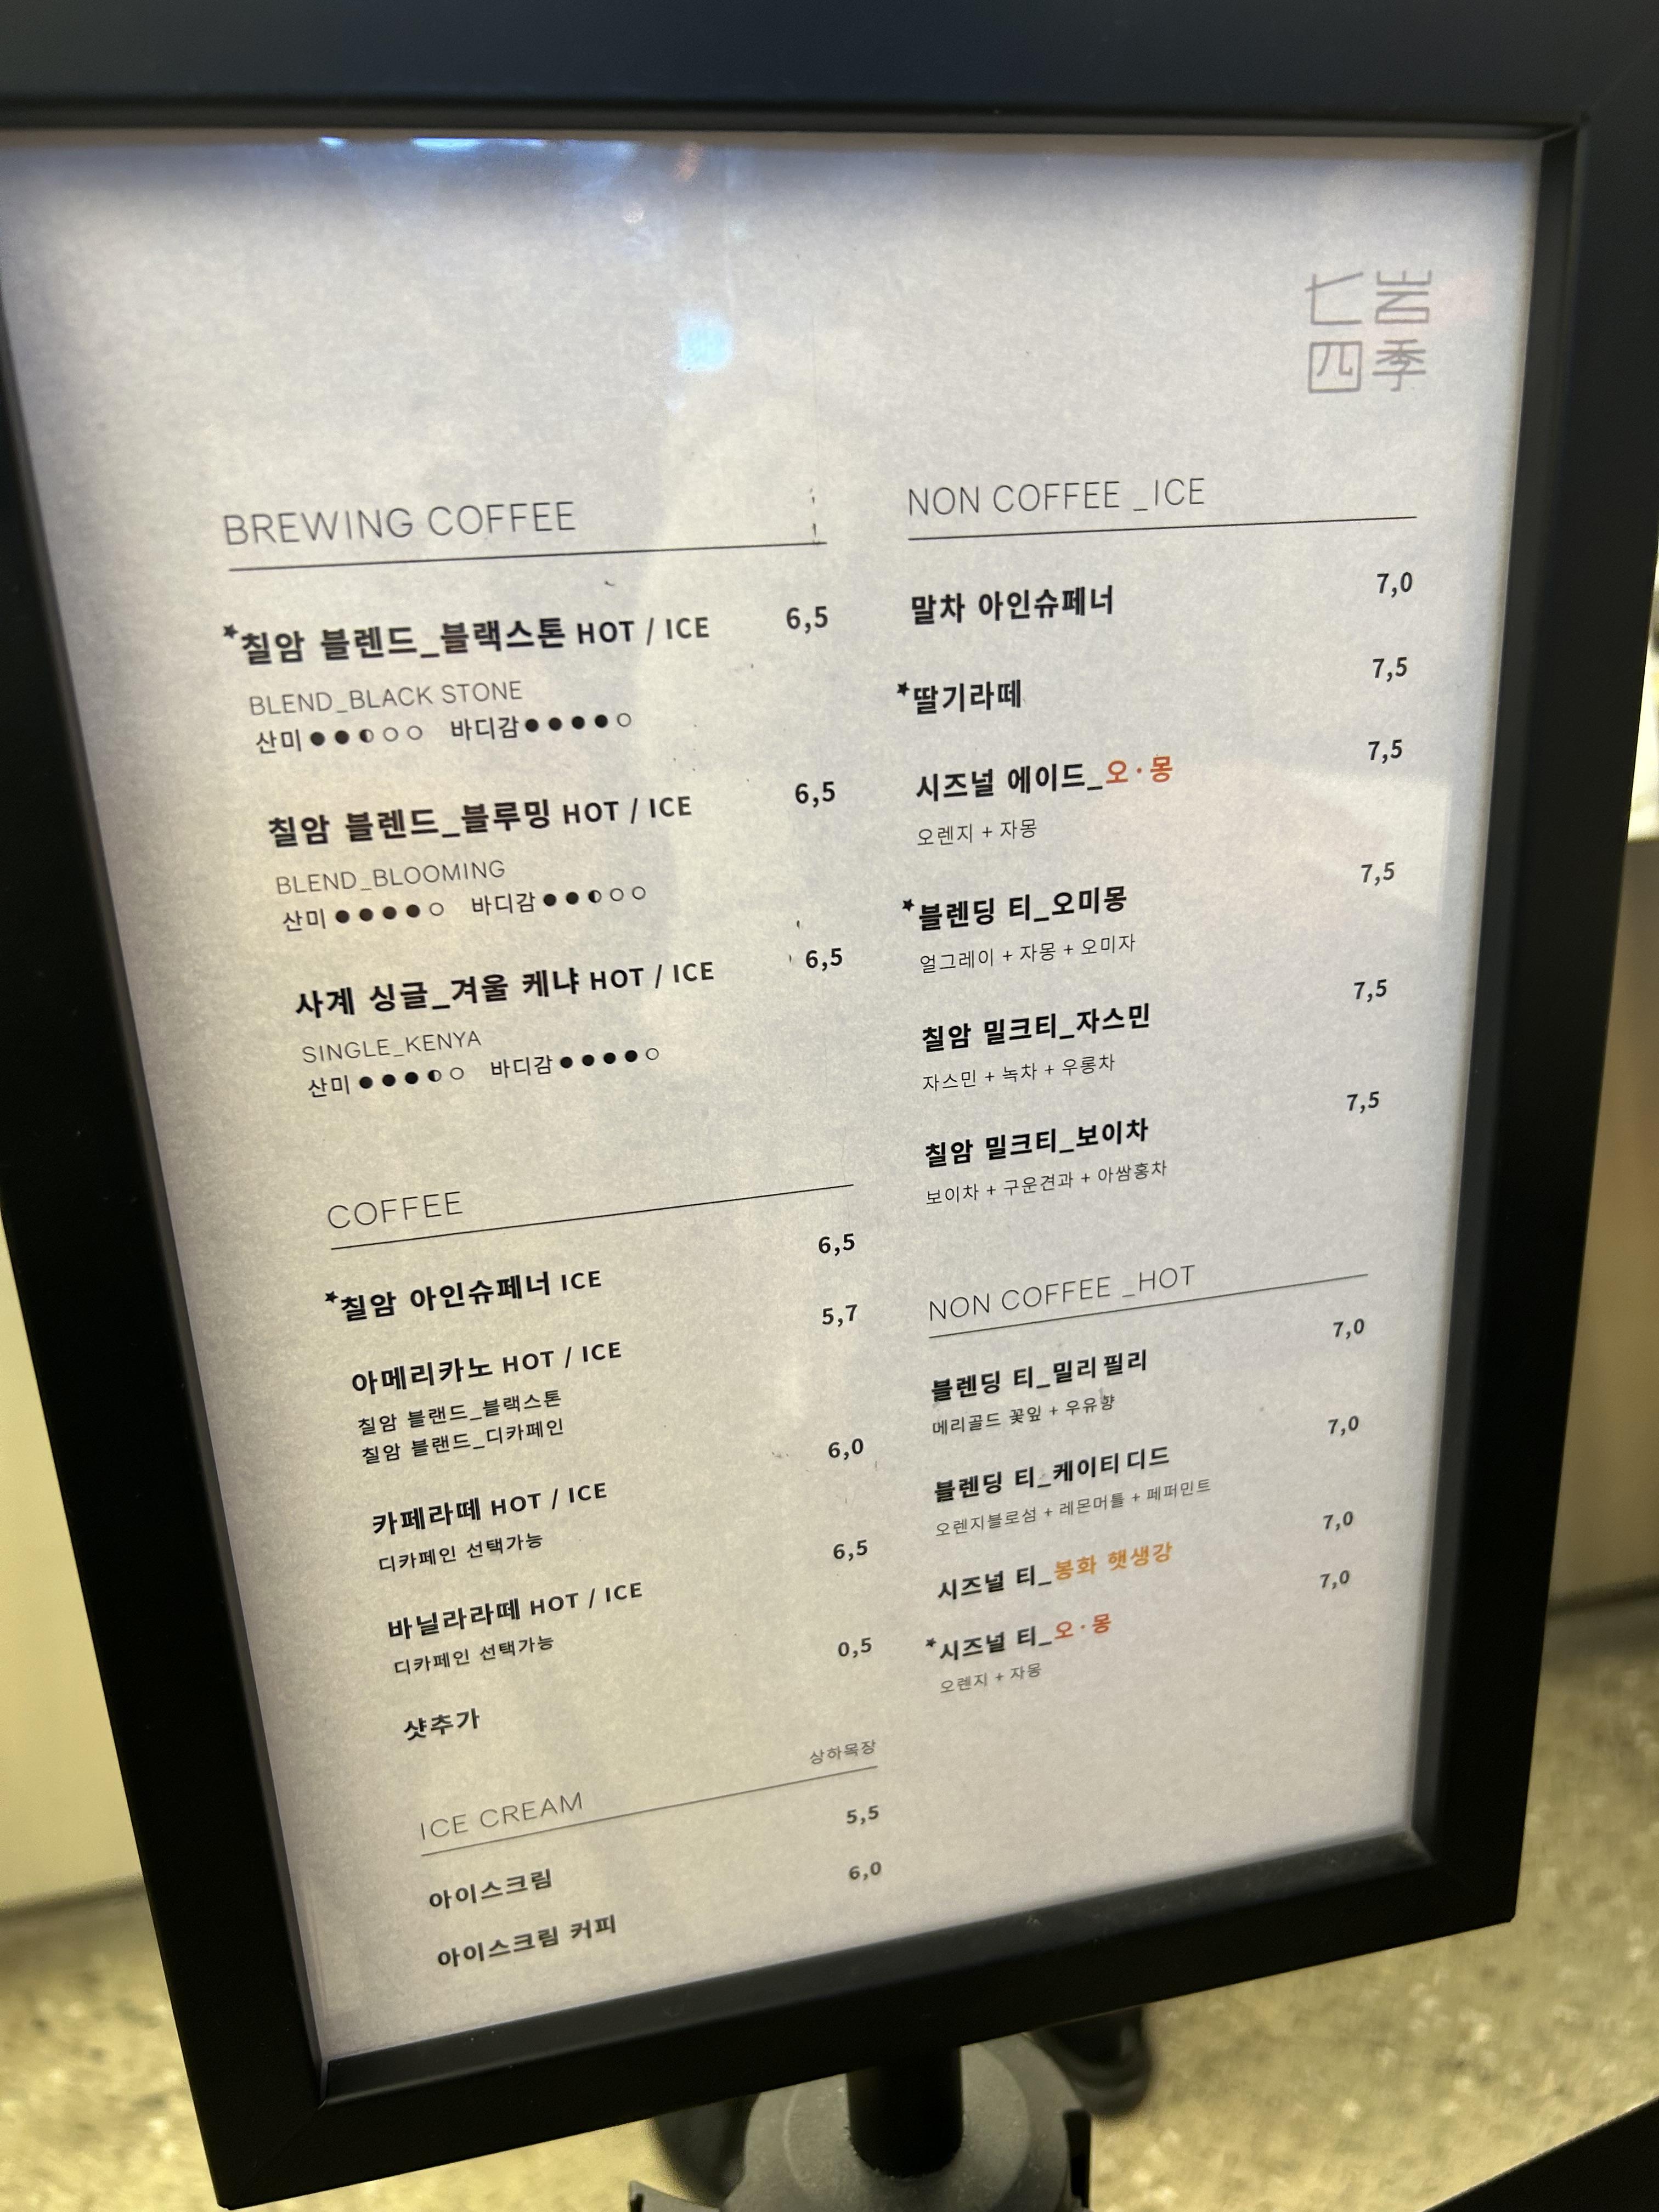 七岩
四季
BREWING COFFEE
*칠암 블렌드_블랙스톤 HOT / ICE 6,5
BLEND_BLACK STONE
산미●●◐○○ 바디감●●●●○
칠암 블렌드_블루밍 HOT / ICE 6,5
BLEND_BLOOMING
산미●●●●○ 바디감●●◐○○
사계 싱글_겨울 케냐 HOT / ICE 6,5
SINGLE_KENYA
산미●●●◐○ 바디감●●●●○
COFFEE
*칠암 아인슈페너 ICE 6,5
아메리카노 HOT / ICE 5,7
칠암 블랜드_블랙스톤
칠암 블랜드_디카페인
카페라떼 HOT / ICE 6,0
디카페인 선택가능
바닐라라떼 HOT / ICE 6,5
디카페인 선택가능
샷추가 0,5
ICE CREAM 상하목장
아이스크림 5,5
아이스크림 커피 6,0
NON COFFEE _ICE
말차 아인슈페너 7,0
*딸기라떼 7,5
시즈널 에이드_오·몽 7,5
오렌지 + 자몽
*블렌딩 티_오미몽 7,5
얼그레이 + 자몽 + 오미자
칠암 밀크티_자스민 7,5
자스민 + 녹차 + 우롱차
칠암 밀크티_보이차 7,5
보이차 + 구운견과 + 아쌈홍차
NON COFFEE _HOT
블렌딩 티_밀리 필리 7,0
메리골드 꽃잎 + 우유향
블렌딩 티_케이티 디드 7,0
오렌지블로섬 + 레몬머틀 + 페퍼민트
시즈널 티_봉화 햇생강 7,0
*시즈널 티_오·몽 7,0
오렌지 + 자몽